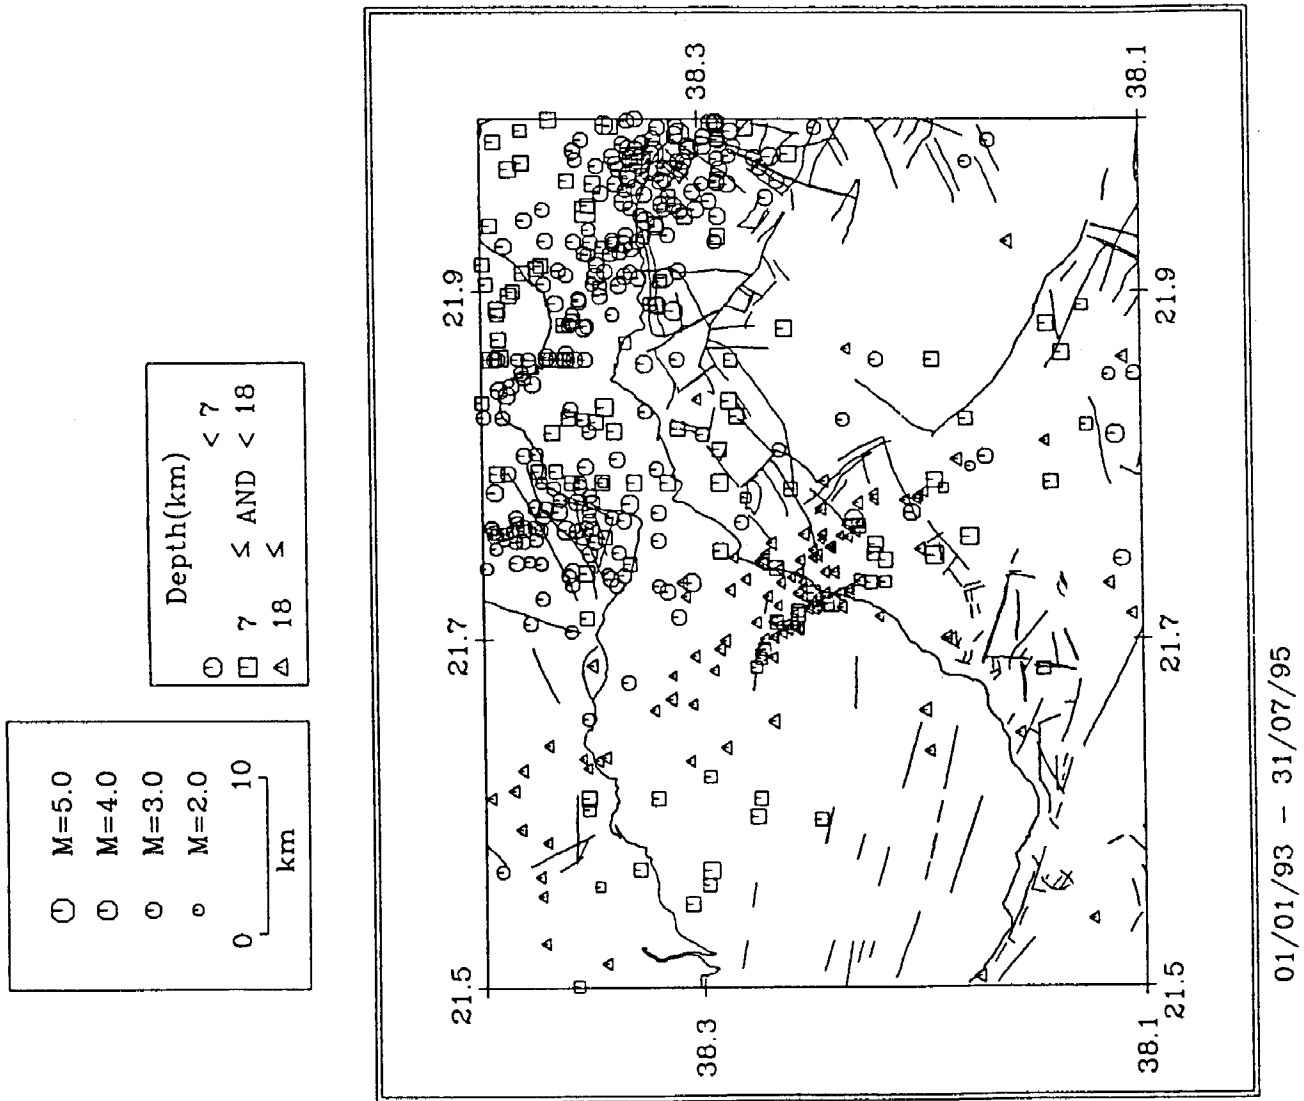 M=5.0
M=4.0
M=3.0
M=2.0
0 10
km
Depth(km)
< 7
7 ≤ AND < 18
18 ≤
21.5 21.7 21.9
38.3 38.3
38.1 38.1
21.5 21.7 21.9
01/01/93 - 31/07/95